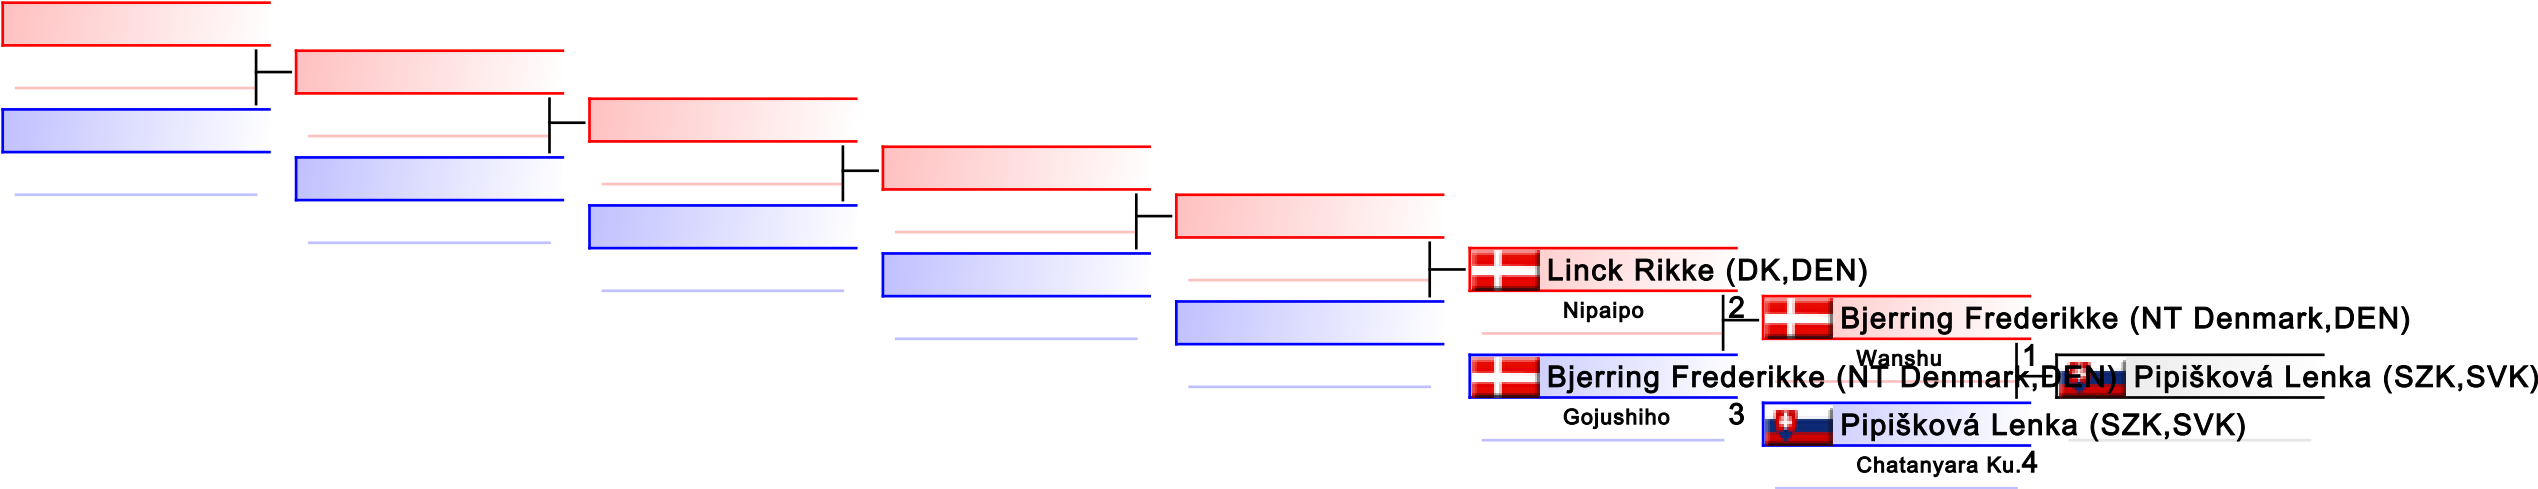 Linck Rikke (DK,DEN)
Nipaipo
2
Bjerring Frederikke (NT Denmark,DEN)
Wanshu
1
Bjerring Frederikke (NT Denmark,DEN)
Pipišková Lenka (SZK,SVK)
Gojushiho
3
Pipišková Lenka (SZK,SVK)
Chatanyara Ku.
4